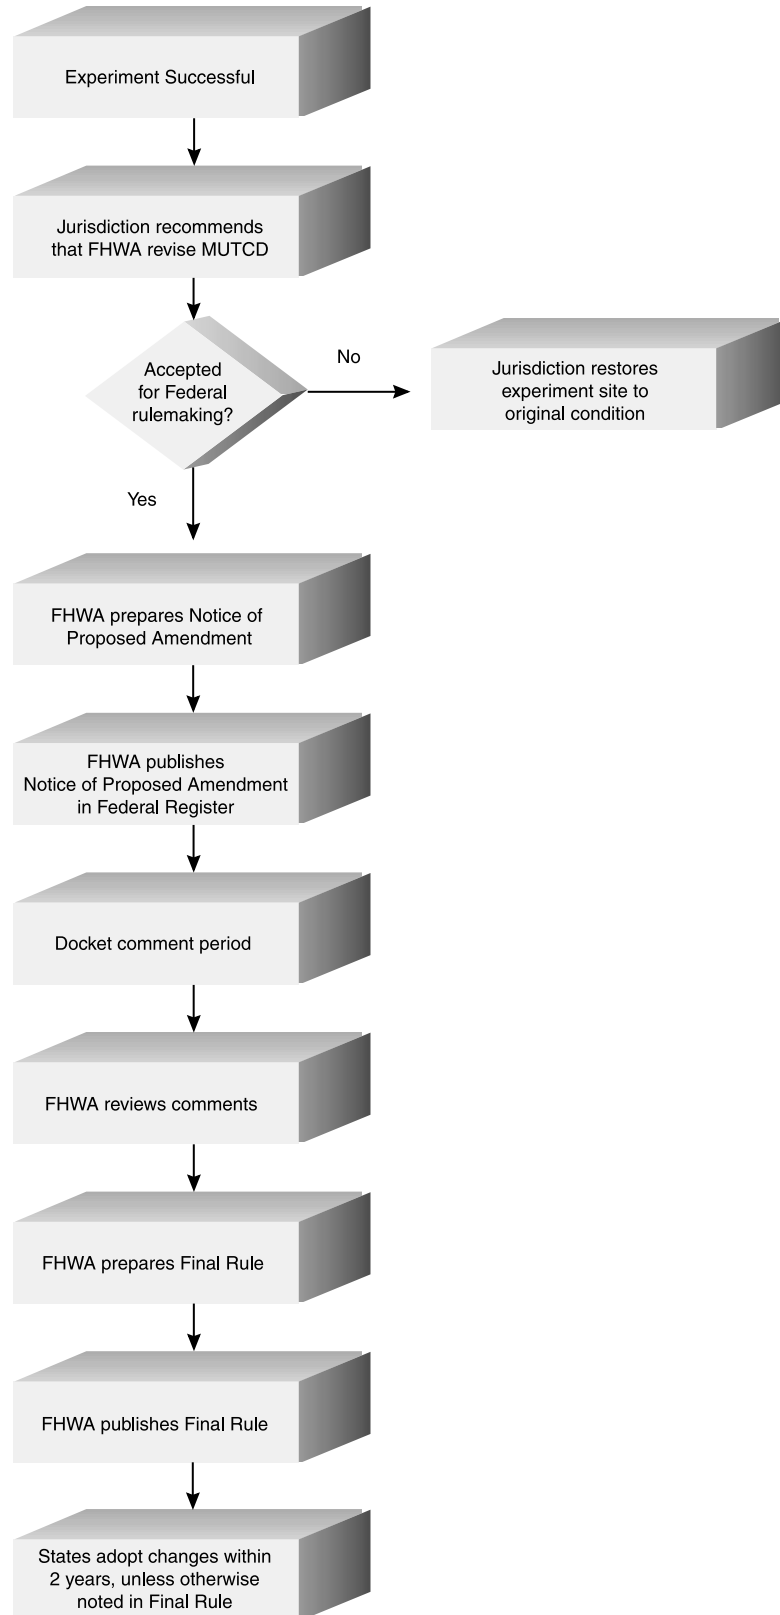 Experiment Successful
Jurisdiction recommends
that FHWA revise MUTCD
Accepted
for Federal
rulemaking?
No
Jurisdiction restores
experiment site to
original condition
Yes
FHWA prepares Notice of
Proposed Amendment
FHWA publishes
Notice of Proposed Amendment
in Federal Register
Docket comment period
FHWA reviews comments
FHWA prepares Final Rule
FHWA publishes Final Rule
States adopt changes within
2 years, unless otherwise
noted in Final Rule